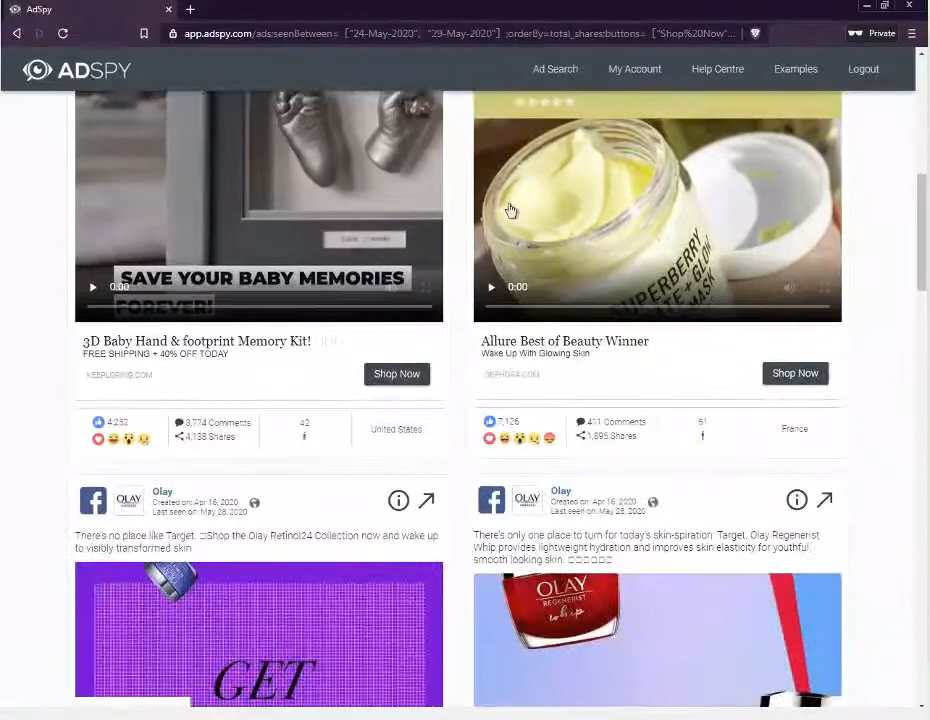 AdSpy
app.adspy.com/ads:seenBetween= ["24-May-2020", "29-May-2020"] ;orderBy=total_shares:buttons= ["Shop%20Now"...
Private
ADSPY
Ad Search
My Account
Help Centre
Examples
Logout
SAVE YOUR BABY MEMORIES
FOREVER!
0:00
3D Baby Hand & footprint Memory Kit!
FREE SHIPPING + 40% OFF TODAY
KEEPLORING.COM
Shop Now
4,252
3,774 Comments
4,138 Shares
42
United States
SUPERBERRY
MASK
0:00
Allure Best of Beauty Winner
Wake Up With Glowing Skin
SEPHORA.COM
Shop Now
7,126
411 Comments
1,895 Shares
51
France
OLAY
Olay
Created on: Apr 16, 2020
Last seen on: May 28, 2020
There's no place like Target. □Shop the Olay Retinol24 Collection now and wake up
to visibly transformed skin
GET
OLAY
Olay
Created on: Apr 16, 2020
Last seen on: May 28, 2020
There's only one place to turn for today's skin-spiration: Target. Olay Regenerist
Whip provides lightweight hydration and improves skin elasticity for youthful,
smooth looking skin. □□□□□□
OLAY
REGENERIST
whip